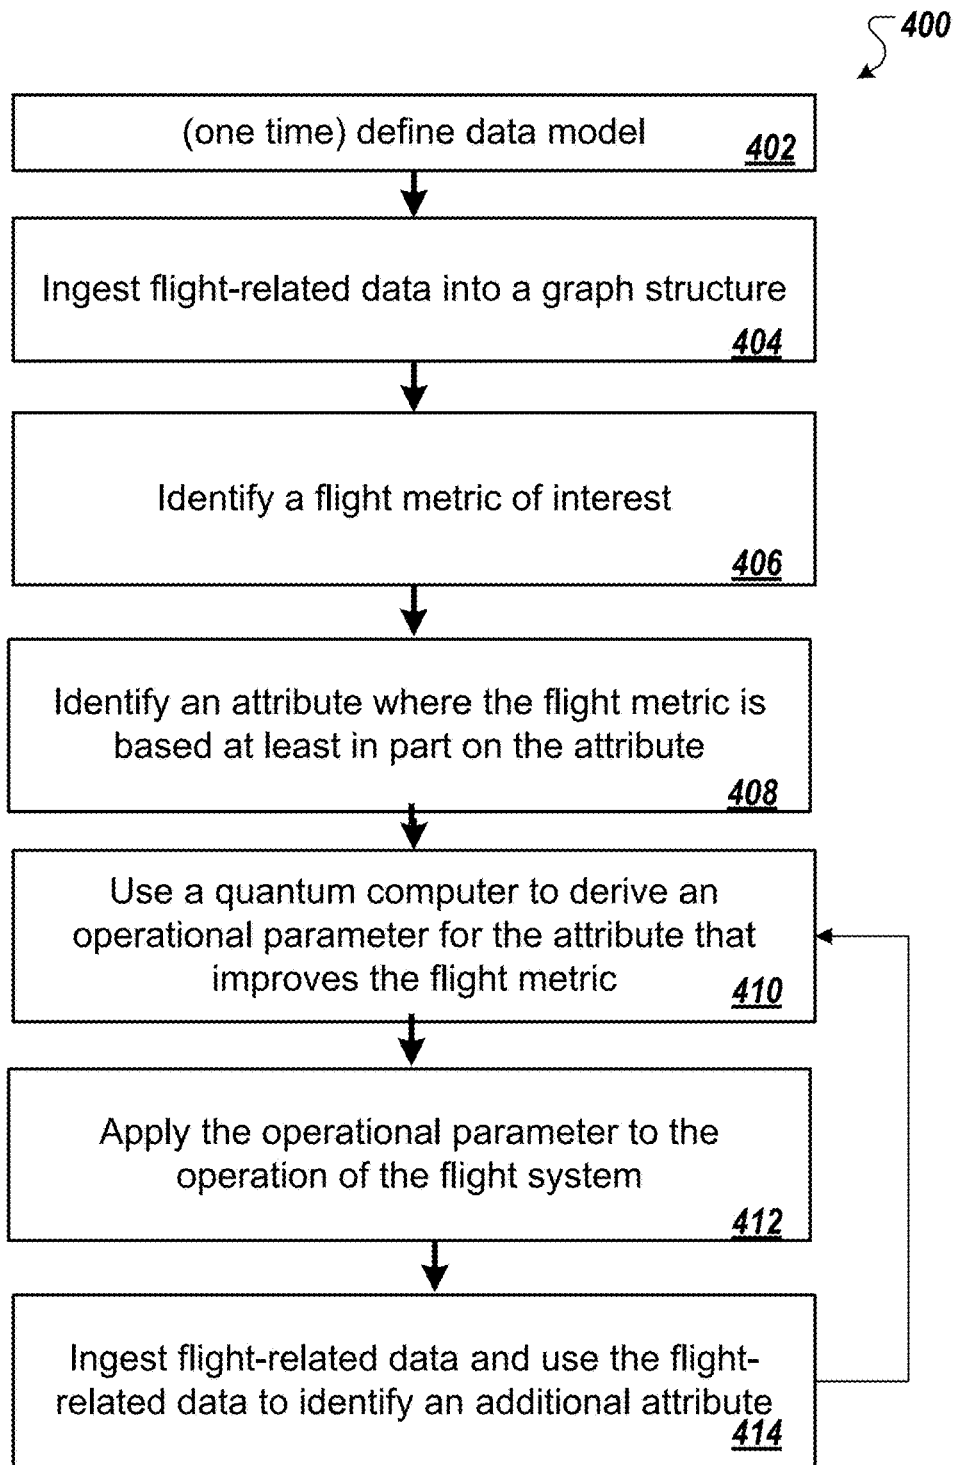 400
(one time) define data model
402
Ingest flight-related data into a graph structure
404
Identify a flight metric of interest
406
Identify an attribute where the flight metric is
based at least in part on the attribute
408
Use a quantum computer to derive an
operational parameter for the attribute that
improves the flight metric
410
Apply the operational parameter to the
operation of the flight system
412
Ingest flight-related data and use the flight-
related data to identify an additional attribute
414